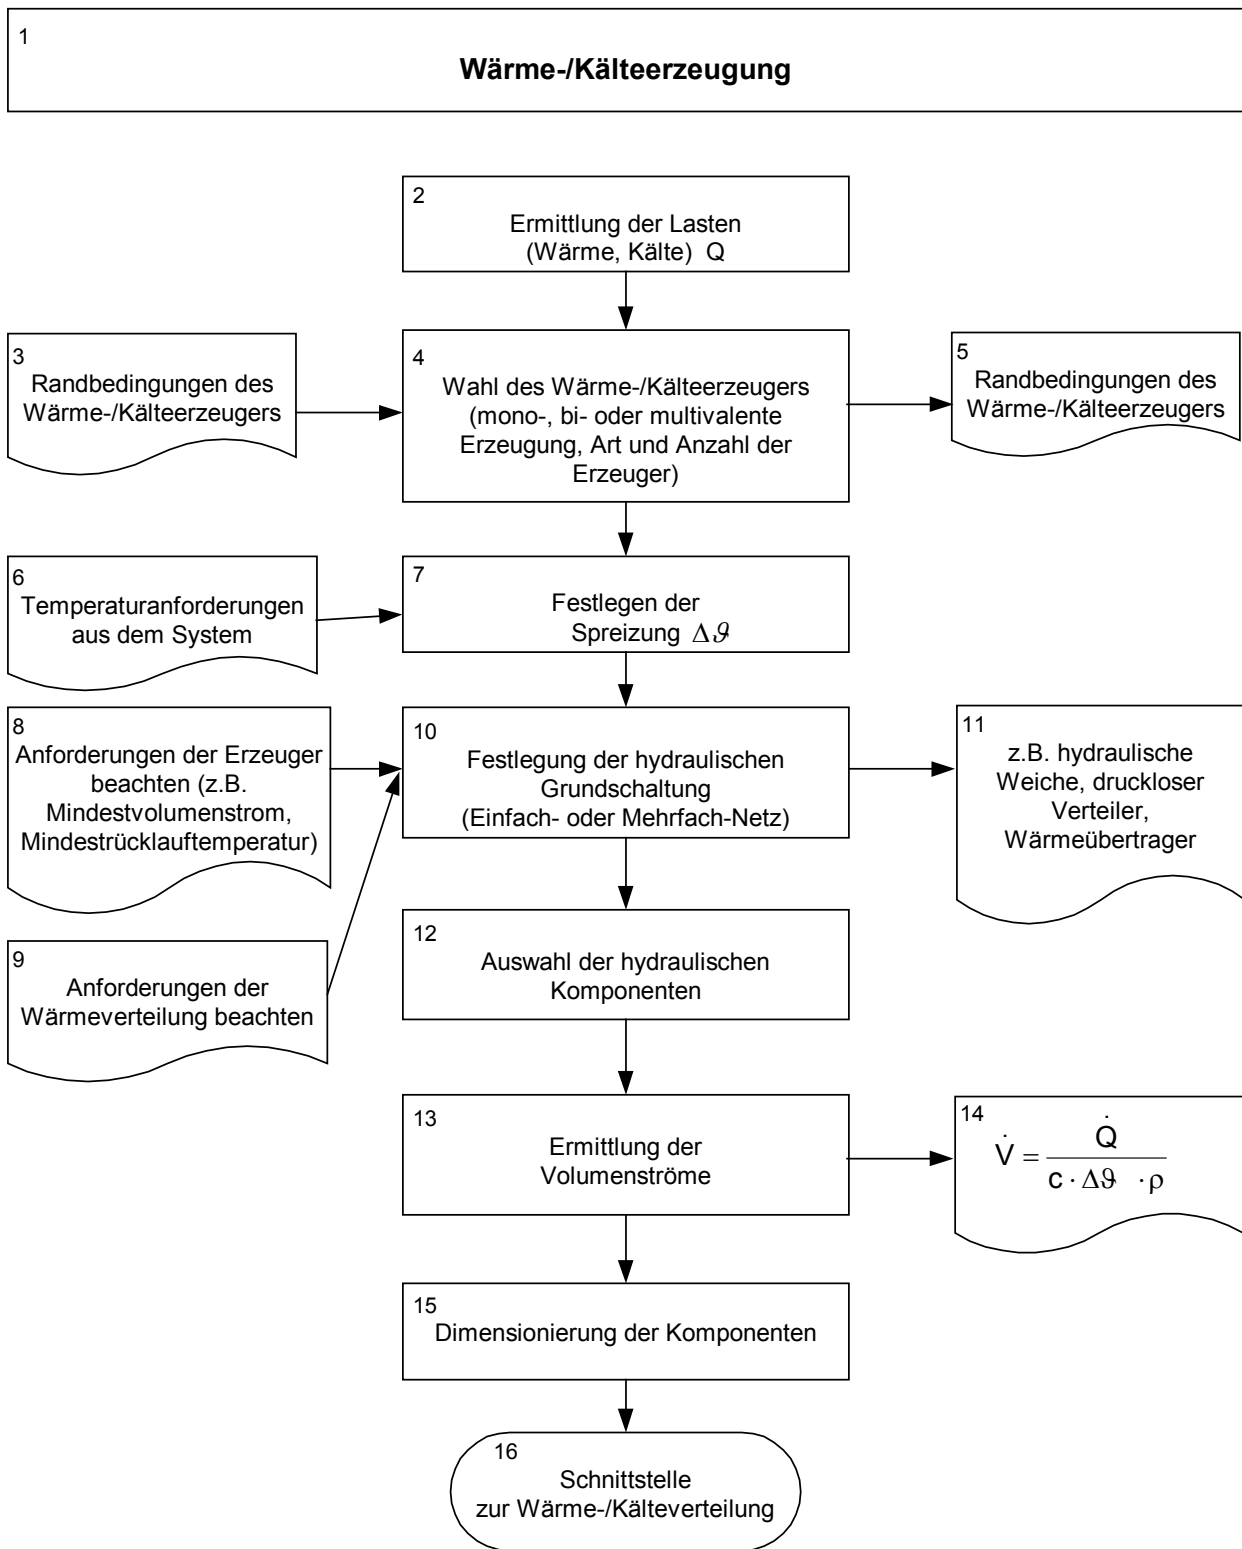 1
Wärme-/Kälteerzeugung
2
Ermittlung der Lasten
(Wärme, Kälte) Q
3
Randbedingungen des
Wärme-/Kälteerzeugers
4
Wahl des Wärme-/Kälteerzeugers
(mono-, bi- oder multivalente
Erzeugung, Art und Anzahl der
Erzeuger)
5
Randbedingungen des
Wärme-/Kälteerzeugers
6
Temperaturanforderungen
aus dem System
7
Festlegen der
Spreizung Δϑ
8
Anforderungen der Erzeuger
beachten (z.B.
Mindestvolumenstrom,
Mindestrücklauftemperatur)
9
Anforderungen der
Wärmeverteilung beachten
10
Festlegung der hydraulischen
Grundschaltung
(Einfach- oder Mehrfach-Netz)
11
z.B. hydraulische
Weiche, druckloser
Verteiler,
Wärmeübertrager
12
Auswahl der hydraulischen
Komponenten
13
Ermittlung der
Volumenströme
14
V̇ = Q̇ / (c · Δϑ · ρ)
15
Dimensionierung der Komponenten
16
Schnittstelle
zur Wärme-/Kälteverteilung